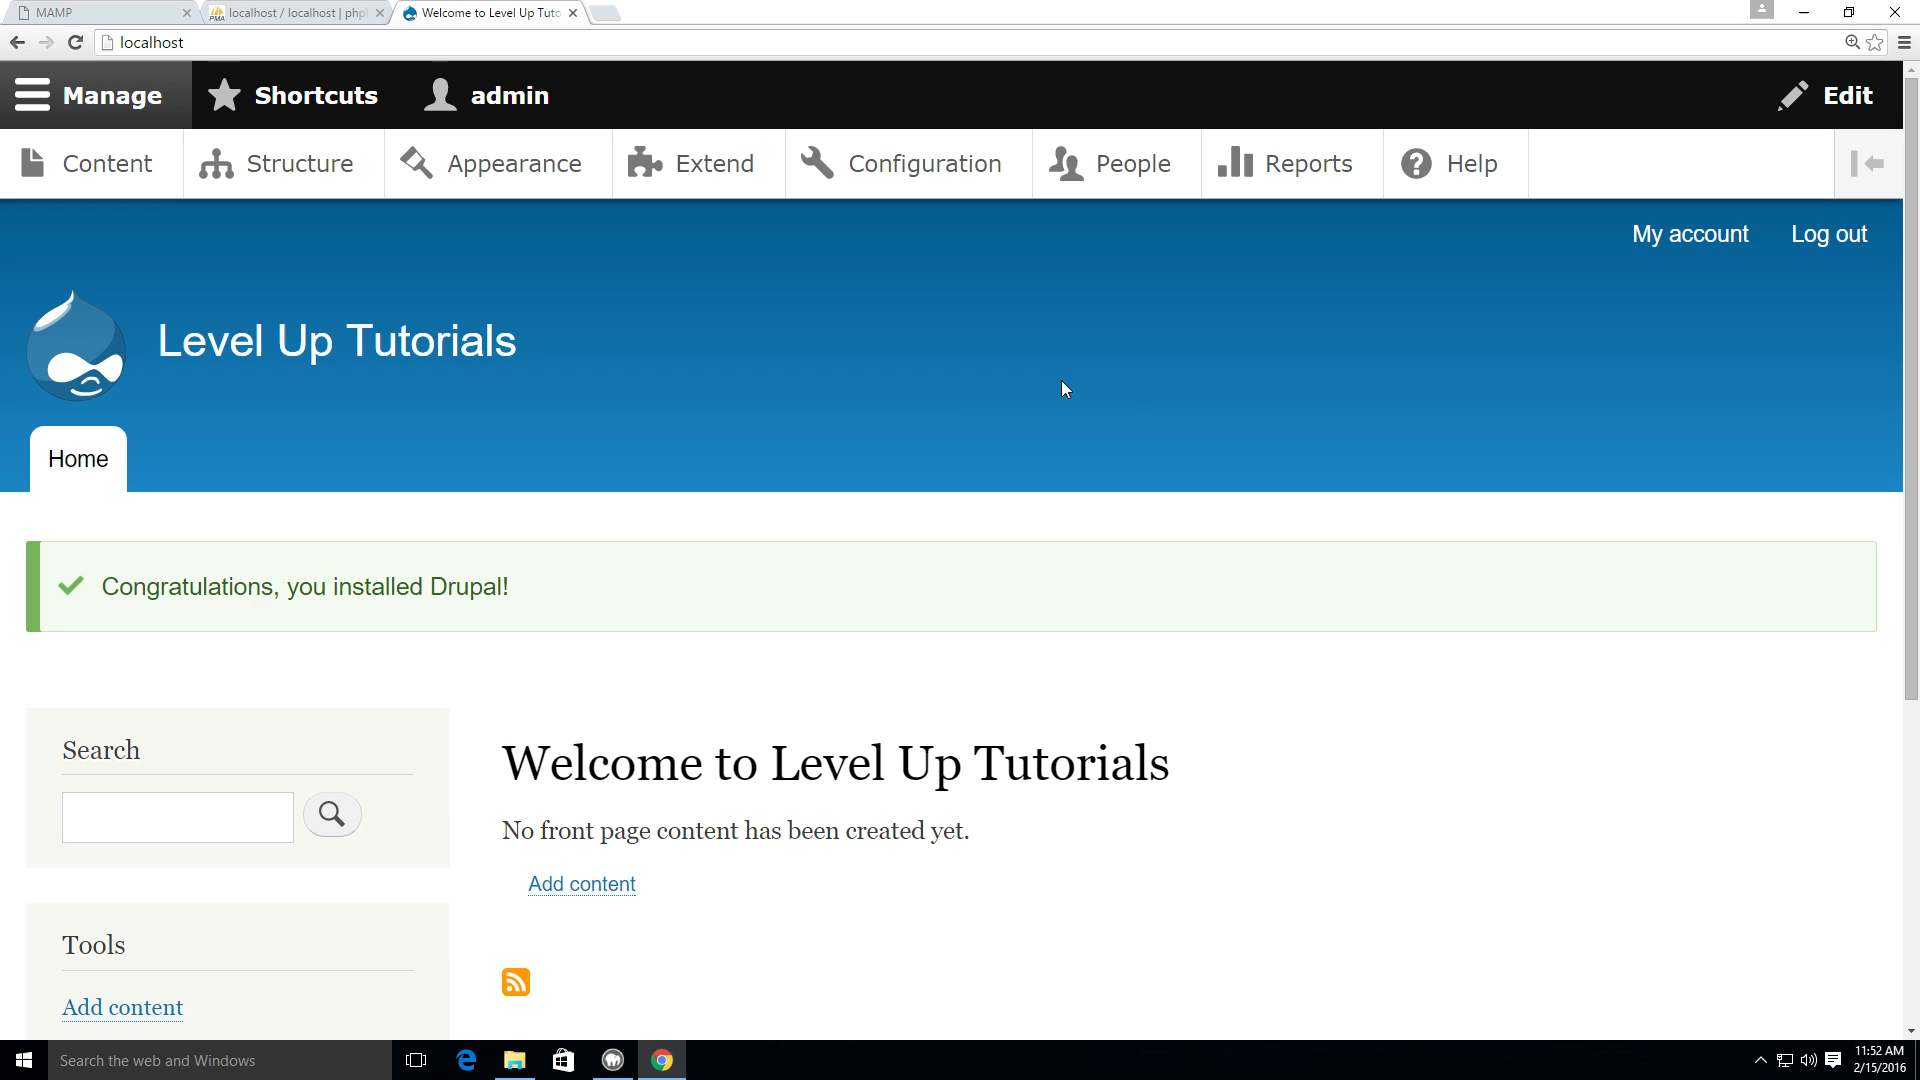 MAMP
localhost / localhost | php
Welcome to Level Up Tuto
localhost
Manage
Shortcuts
admin
Edit
Content
Structure
Appearance
Extend
Configuration
People
Reports
Help
My account
Log out
Level Up Tutorials
Home
Congratulations, you installed Drupal!
Search
Welcome to Level Up Tutorials
No front page content has been created yet.
Add content
Tools
Add content
Search the web and Windows
11:52 AM
2/15/2016